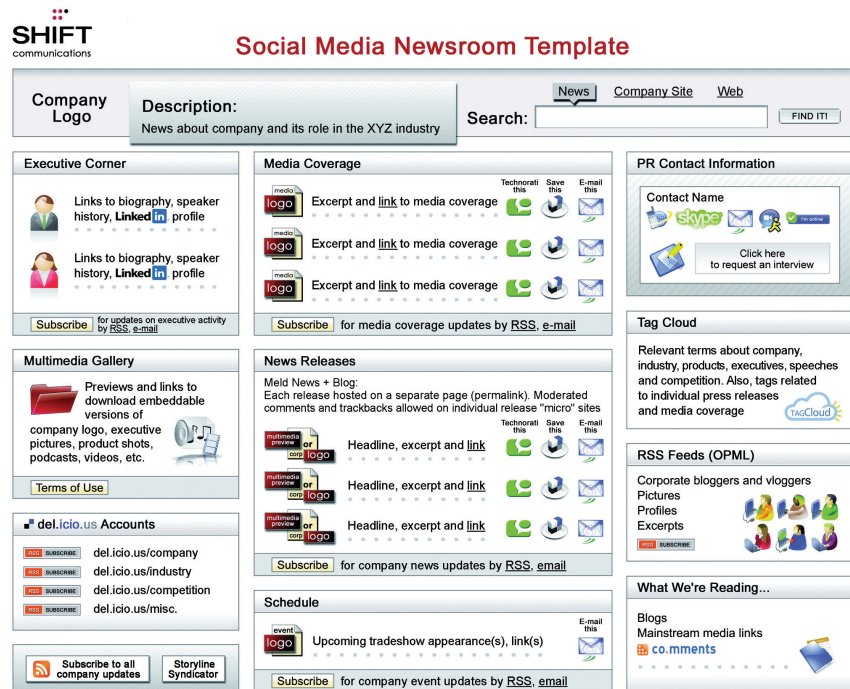 SHIFT
communications
Social Media Newsroom Template
Company
Logo
Description:
News about company and its role in the XYZ industry
News
Company Site
Web
Search:
FIND IT!
Executive Corner
Links to biography, speaker
history, Linked in profile
Links to biography, speaker
history, Linked in profile
Subscribe
for updates on executive activity
by RSS, e-mail
Multimedia Gallery
Previews and links to
download embeddable
versions of
company logo, executive
pictures, product shots,
podcasts, videos, etc.
Terms of Use
del.icio.us Accounts
RSS SUBSCRIBE del.icio.us/company
RSS SUBSCRIBE del.icio.us/industry
RSS SUBSCRIBE del.icio.us/competition
RSS SUBSCRIBE del.icio.us/misc.
Subscribe to all
company updates
Storyline
Syndicator
Media Coverage
Technorati
this
Save
this
E-mail
this
media
logo
Excerpt and link to media coverage
media
logo
Excerpt and link to media coverage
media
logo
Excerpt and link to media coverage
Subscribe for media coverage updates by RSS, e-mail
News Releases
Meld News + Blog:
Each release hosted on a separate page (permalink). Moderated
comments and trackbacks allowed on individual release "micro" sites
Technorati
this
Save
this
E-mail
this
multimedia
preview
or
corp logo
Headline, excerpt and link
multimedia
preview
or
corp logo
Headline, excerpt and link
multimedia
preview
or
corp logo
Headline, excerpt and link
Subscribe for company news updates by RSS, email
Schedule
E-mail
this
event
logo
Upcoming tradeshow appearance(s), link(s)
Subscribe for company event updates by RSS, email
PR Contact Information
Contact Name
skype
I'm online
Click here
to request an interview
Tag Cloud
Relevant terms about company,
industry, products, executives, speeches
and competition. Also, tags related
to individual press releases
and media coverage
TAGCloud
RSS Feeds (OPML)
Corporate bloggers and vloggers
Pictures
Profiles
Excerpts
RSS SUBSCRIBE
What We're Reading...
Blogs
Mainstream media links
co.mments